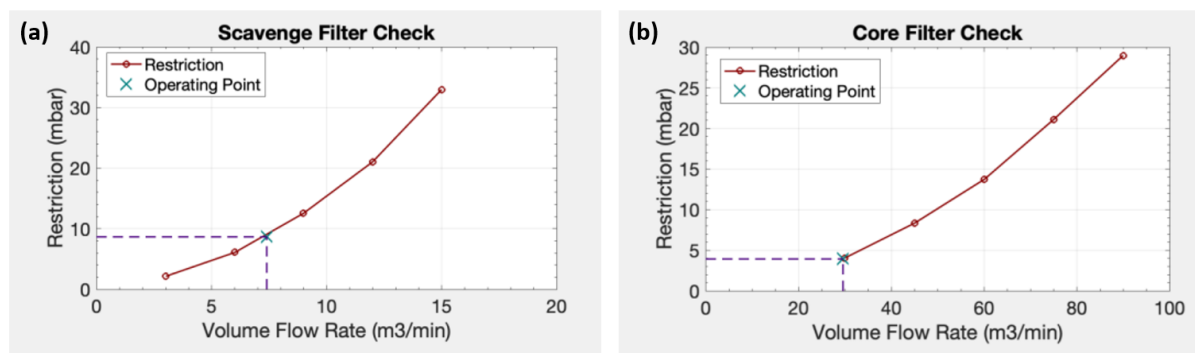 (a)
Scavenge Filter Check
Restriction
Operating Point
Restriction (mbar)
40
30
20
10
0
0 5 10 15 20
Volume Flow Rate (m3/min)
(b)
Core Filter Check
Restriction
Operating Point
Restriction (mbar)
30
25
20
15
10
5
0
0 20 40 60 80 100
Volume Flow Rate (m3/min)